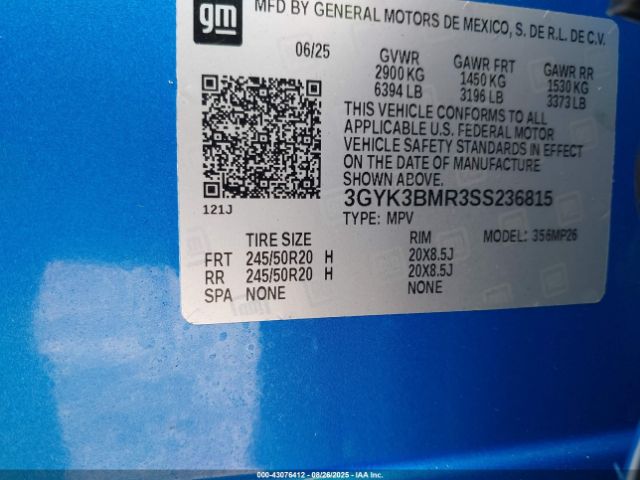 gm
MFD BY GENERAL MOTORS DE MEXICO, S. DE R.L. DE C.V.
06/25 GVWR GAWR FRT GAWR RR
2900 KG 1450 KG 1530 KG
6394 LB 3196 LB 3373 LB
THIS VEHICLE CONFORMS TO ALL
APPLICABLE U.S. FEDERAL MOTOR
VEHICLE SAFETY STANDARDS IN EFFECT
ON THE DATE OF MANUFACTURE
SHOWN ABOVE.
3GYK3BMR3SS236815
121J TYPE: MPV
TIRE SIZE RIM MODEL: 356MP26
FRT 245/50R20 H 20X8.5J
RR 245/50R20 H 20X8.5J
SPA NONE NONE
© 00-43076412 - 08/26/2025 - IAA, Inc.